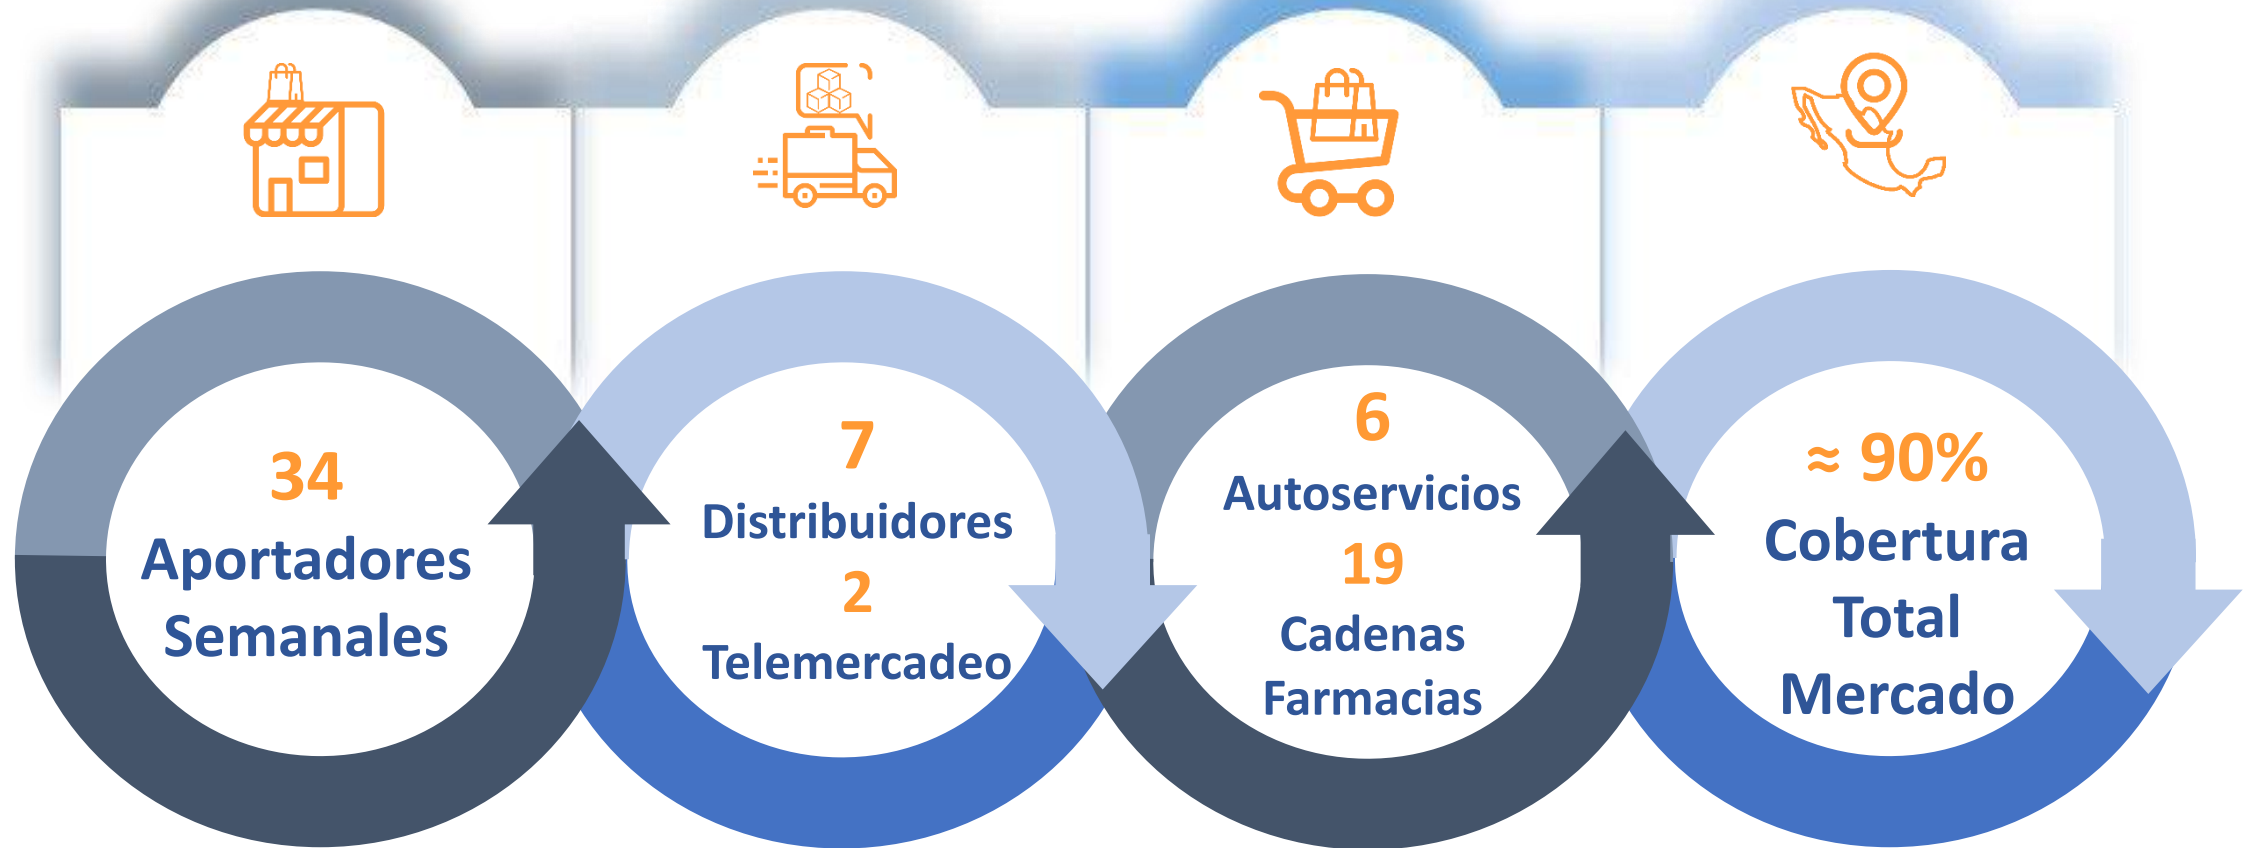 34
Aportadores
Semanales
7
Distribuidores
2
Telemercadeo
6
Autoservicios
19
Cadenas
Farmacias
≈ 90%
Cobertura
Total
Mercado